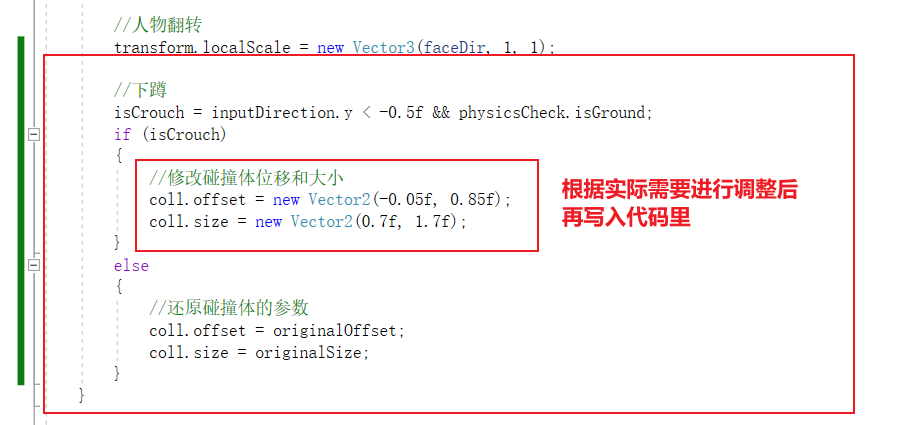 //人物翻转
transform.localScale = new Vector3(faceDir, 1, 1);
//下蹲
isCrouch = inputDirection.y < -0.5f && physicsCheck.isGround;
if (isCrouch)
{
//修改碰撞体位移和大小
coll.offset = new Vector2(-0.05f, 0.85f);
coll.size = new Vector2(0.7f, 1.7f);
}
根据实际需要进行调整后
再写入代码里
else
{
//还原碰撞体的参数
coll.offset = originalOffset;
coll.size = originalSize;
}
}